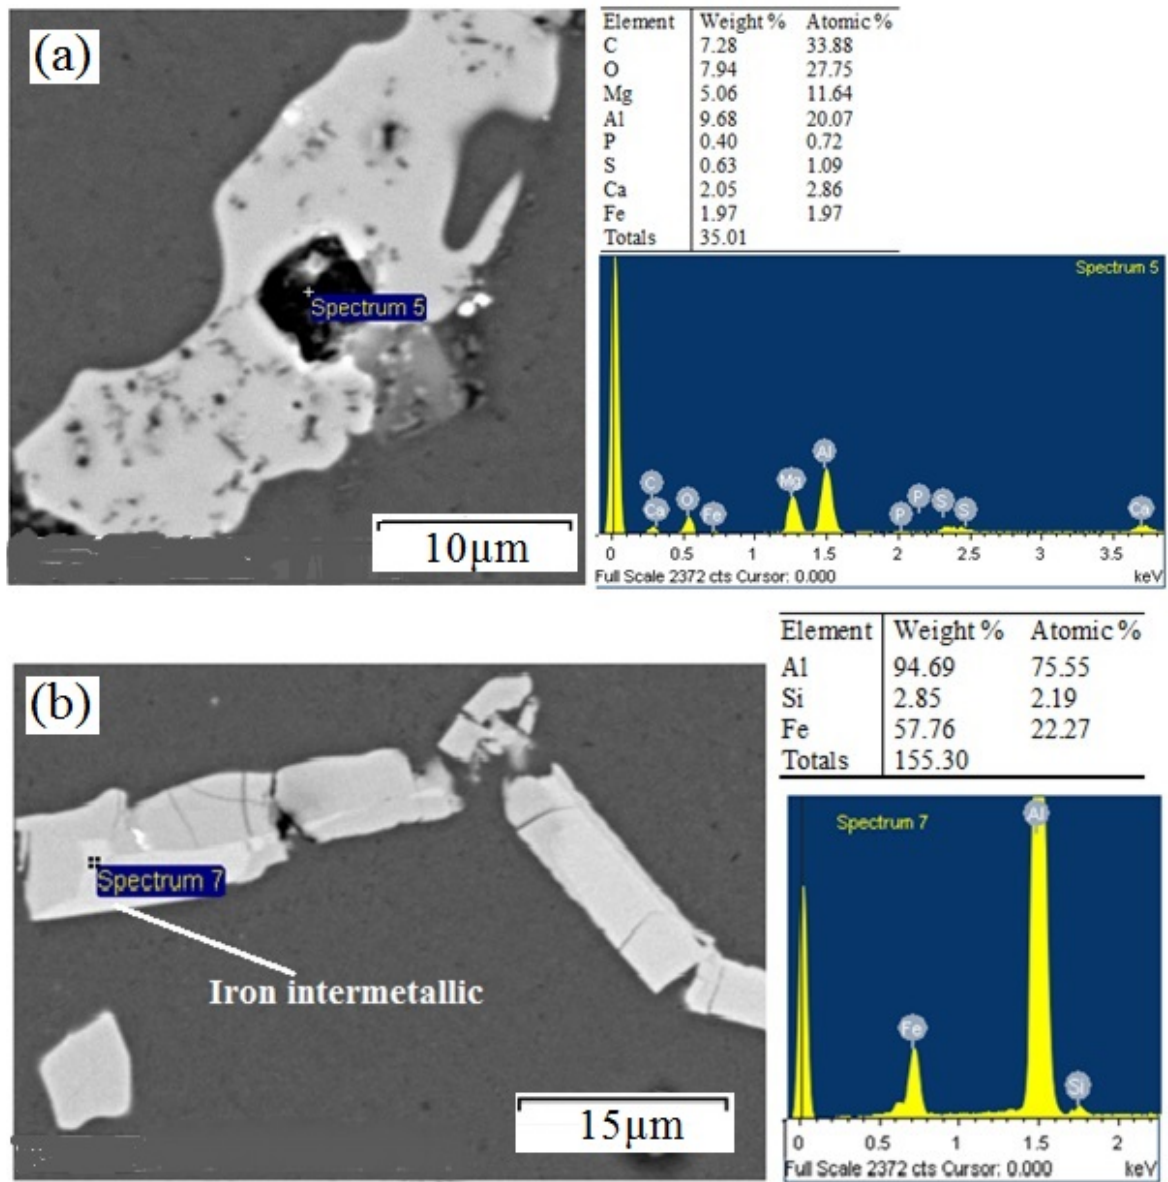 (a)
Spectrum 5
10µm
Element Weight % Atomic %
C 7.28 33.88
O 7.94 27.75
Mg 5.06 11.64
Al 9.68 20.07
P 0.40 0.72
S 0.63 1.09
Ca 2.05 2.86
Fe 1.97 1.97
Totals 35.01
Spectrum 5
C Ca O Fe Mg Al P P S S Ca
0 0.5 1 1.5 2 2.5 3 3.5
Full Scale 2372 cts Cursor: 0.000 keV
(b)
Spectrum 7
Iron intermetallic
15µm
Element Weight % Atomic %
Al 94.69 75.55
Si 2.85 2.19
Fe 57.76 22.27
Totals 155.30
Spectrum 7
Fe Al Si
0 0.5 1 1.5 2
Full Scale 2372 cts Cursor: 0.000 keV